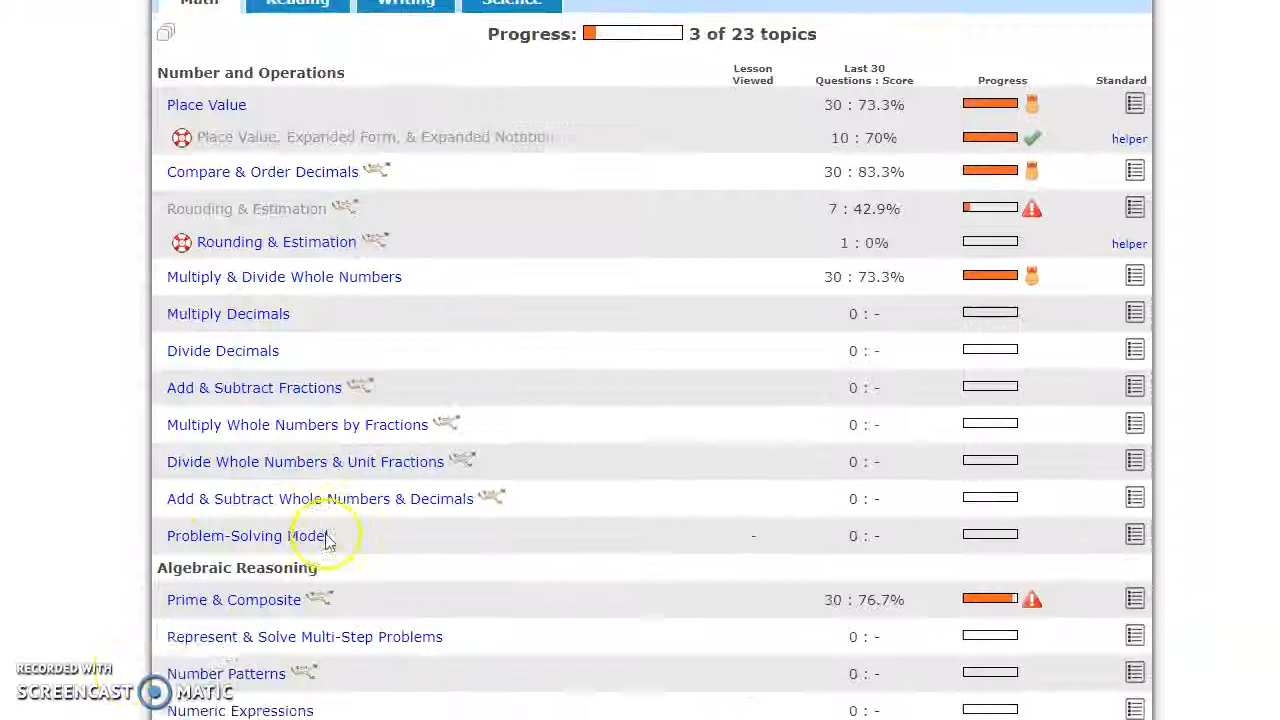 Math Reading Writing Science
Progress: 3 of 23 topics
Number and Operations Lesson Viewed Last 30 Questions : Score Progress Standard
Place Value 30 : 73.3%
Place Value, Expanded Form, & Expanded Notation 10 : 70% helper
Compare & Order Decimals 30 : 83.3%
Rounding & Estimation 7 : 42.9%
Rounding & Estimation 1 : 0% helper
Multiply & Divide Whole Numbers 30 : 73.3%
Multiply Decimals 0 : -
Divide Decimals 0 : -
Add & Subtract Fractions 0 : -
Multiply Whole Numbers by Fractions 0 : -
Divide Whole Numbers & Unit Fractions 0 : -
Add & Subtract Whole Numbers & Decimals 0 : -
Problem-Solving Model - 0 : -
Algebraic Reasoning
Prime & Composite 30 : 76.7%
Represent & Solve Multi-Step Problems 0 : -
Number Patterns 0 : -
Numeric Expressions 0 : -
RECORDED WITH
SCREENCAST MATIC